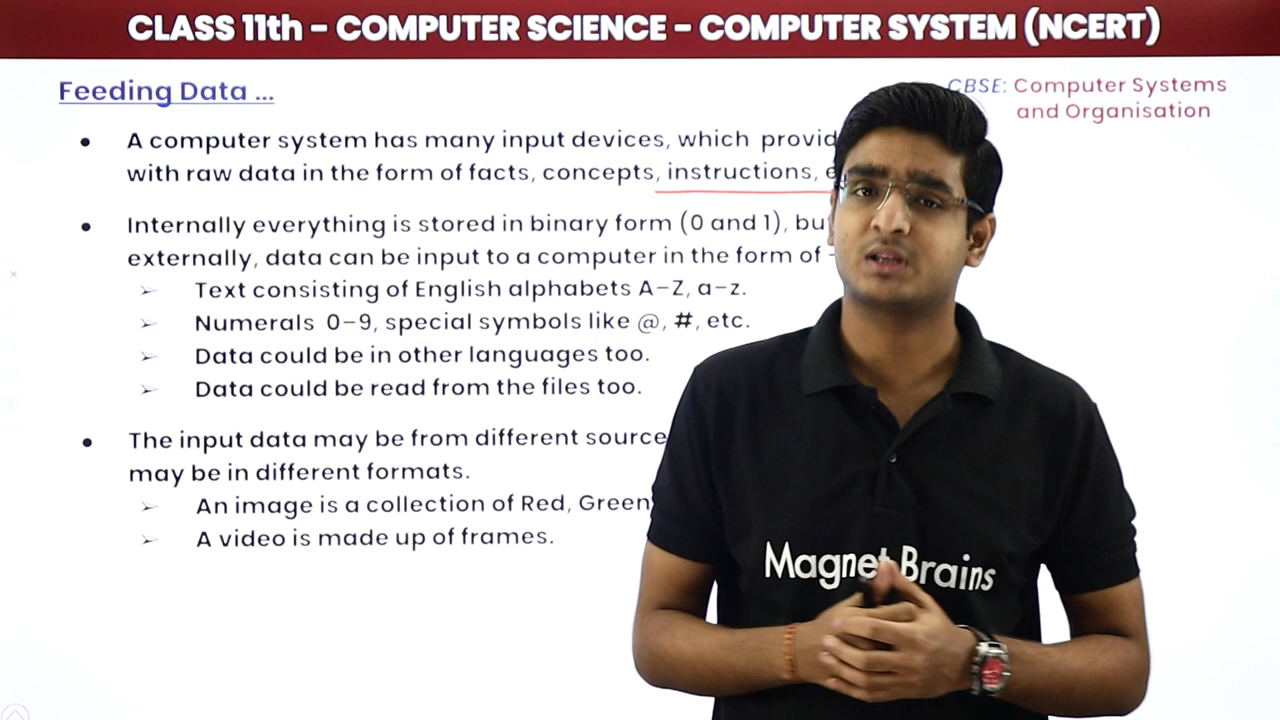 CLASS 11th - COMPUTER SCIENCE - COMPUTER SYSTEM (NCERT)
Feeding Data ...
CBSE: Computer Systems
and Organisation
A computer system has many input devices, which
with raw data in the form of facts, concepts, instructions,
Internally everything is stored in binary form (0 and 1),
externally, data can be input to a computer in the form of -
Text consisting of English alphabets A-Z, a-z.
Numerals 0-9, special symbols like @, #, etc.
Data could be in other languages too.
Data could be read from the files too.
The input data may be from different
may be in different formats.
An image is a collection of Red, Green
A video is made up of frames.
Magnet Brains